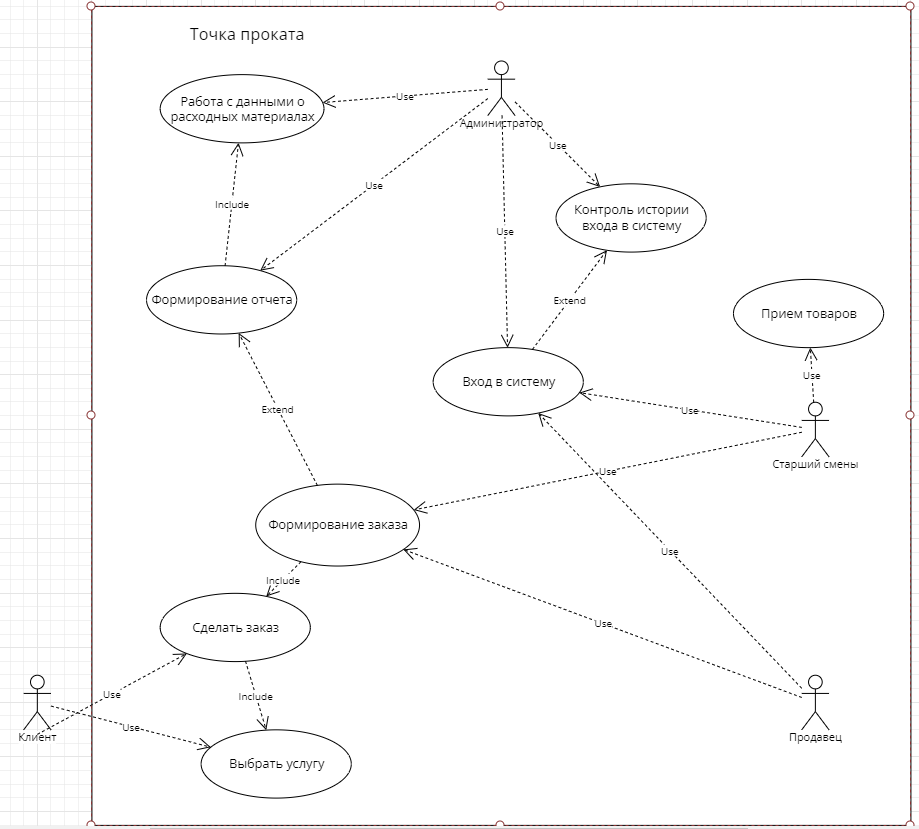 Точка проката
Работа с данными о
расходных материалах
Use
Администратор
Use
Use
Include
Контроль истории
входа в систему
Use
Формирование отчета
Extend
Прием товаров
Вход в систему
Use
Extend
Use
Старший смены
Use
Формирование заказа
Use
Include
Сделать заказ
Use
Use
Include
Use
Клиент
Продавец
Выбрать услугу